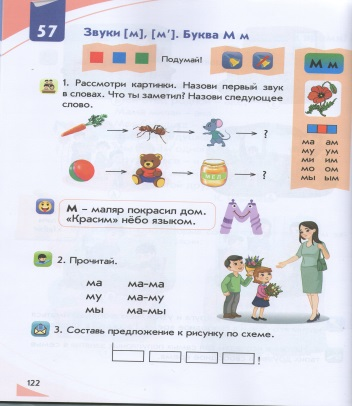 57
Звуки [м], [м′]. Буква М м
Подумай!
М м
1. Рассмотри картинки. Назови первый звук
в словах. Что ты заметил? Назови следующее
слово.
?
МЕД
?
ма ам
му ум
ми им
мо ом
мы ым
М – маляр покрасил дом.
«Красим» нёбо языком.
2. Прочитай.
ма ма-ма
му ма-му
мы ма-мы
3. Составь предложение к рисунку по схеме.
!
122